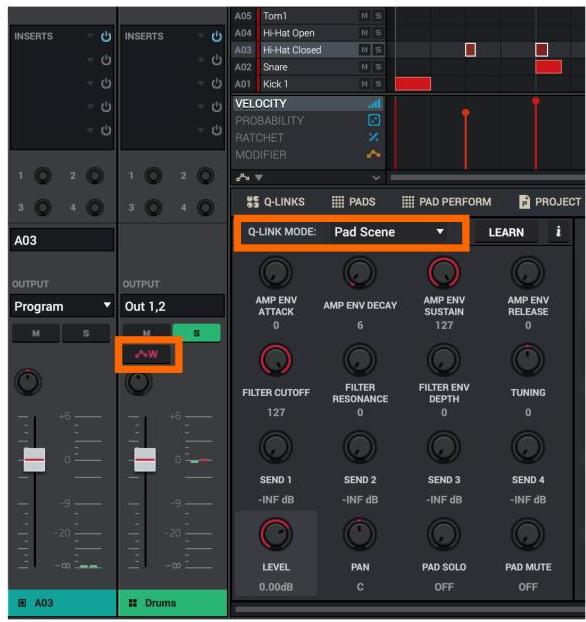 INSERTS
INSERTS
1 2
3 4
1 2
3 4
A03
OUTPUT
OUTPUT
Program
Out 1,2
M S
M S
W
+6
0
-9
-20
-∞
+6
0
-9
-20
-∞
A03
Drums
A05 Tom1 M S
A04 Hi-Hat Open M S
A03 Hi-Hat Closed M S
A02 Snare M S
A01 Kick 1 M S
VELOCITY
PROBABILITY
RATCHET
MODIFIER
Q-LINKS PADS PAD PERFORM PROJECT
Q-LINK MODE: Pad Scene LEARN i
AMP ENV ATTACK
0
AMP ENV DECAY
6
AMP ENV SUSTAIN
127
AMP ENV RELEASE
0
FILTER CUTOFF
127
FILTER RESONANCE
0
FILTER ENV DEPTH
0
TUNING
0
SEND 1
-INF dB
SEND 2
-INF dB
SEND 3
-INF dB
SEND 4
-INF dB
LEVEL
0.00dB
PAN
C
PAD SOLO
OFF
PAD MUTE
OFF